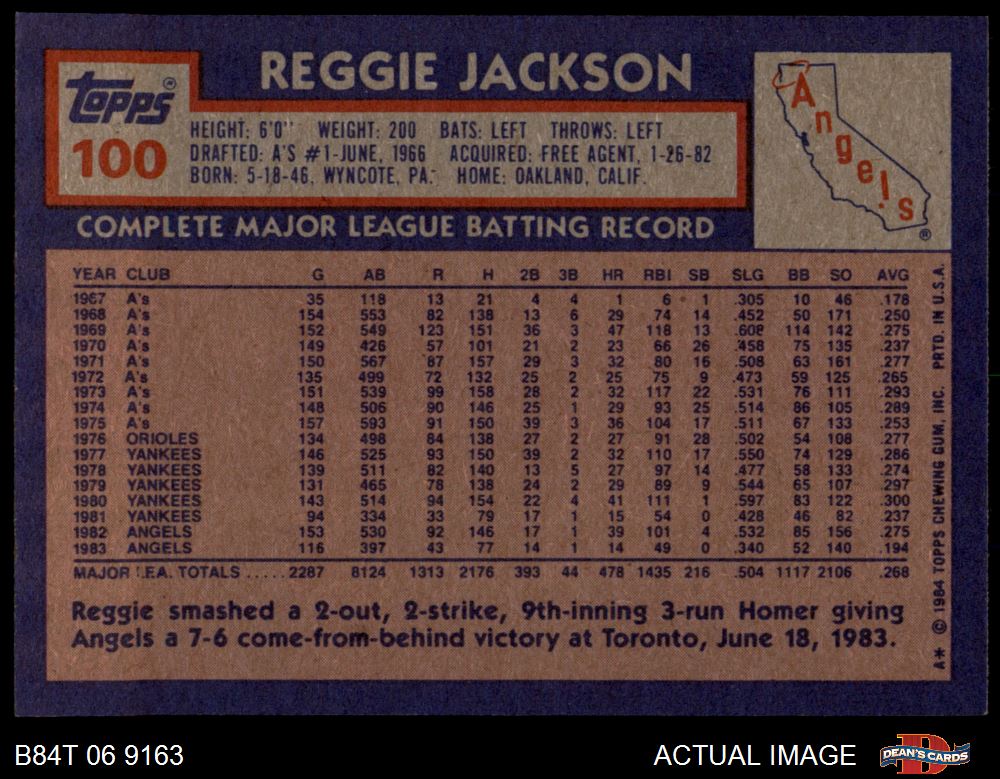 REGGIE JACKSON
Topps®
100
HEIGHT: 6'0" WEIGHT: 200 BATS: LEFT THROWS: LEFT
DRAFTED: A'S #1-JUNE, 1966 ACQUIRED: FREE AGENT, 1-26-82
BORN: 5-18-46, WYNCOTE, PA. HOME: OAKLAND, CALIF.
Angels
®
COMPLETE MAJOR LEAGUE BATTING RECORD
YEAR CLUB G AB R H 2B 3B HR RBI SB SLG BB SO AVG
1967 A's 35 118 13 21 4 4 1 6 1 .305 10 46 .178
1968 A's 154 553 82 138 13 6 29 74 14 .452 50 171 .250
1969 A's 152 549 123 151 36 3 47 118 13 .608 114 142 .275
1970 A's 149 426 57 101 21 2 23 66 26 .458 75 135 .237
1971 A's 150 567 87 157 29 3 32 80 16 .508 63 161 .277
1972 A's 135 499 72 132 25 2 25 75 9 .473 59 125 .265
1973 A's 151 539 99 158 28 2 32 117 22 .531 76 111 .293
1974 A's 148 506 90 146 25 1 29 93 25 .514 86 105 .289
1975 A's 157 593 91 150 39 3 36 104 17 .511 67 133 .253
1976 ORIOLES 134 498 84 138 27 2 27 91 28 .502 54 108 .277
1977 YANKEES 146 525 93 150 39 2 32 110 17 .550 74 129 .286
1978 YANKEES 139 511 82 140 13 5 27 97 14 .477 58 133 .274
1979 YANKEES 131 465 78 138 24 2 29 89 9 .544 65 107 .297
1980 YANKEES 143 514 94 154 22 4 41 111 1 .597 83 122 .300
1981 YANKEES 94 334 33 79 17 1 15 54 0 .428 46 82 .237
1982 ANGELS 153 530 92 146 17 1 39 101 4 .532 85 156 .275
1983 ANGELS 116 397 43 77 14 1 14 49 0 .340 52 140 .194
MAJOR LEA. TOTALS ..... 2287 8124 1313 2176 393 44 478 1435 216 .504 1117 2106 .268
Reggie smashed a 2-out, 2-strike, 9th-inning 3-run Homer giving
Angels a 7-6 come-from-behind victory at Toronto, June 18, 1983.
A* © 1984 TOPPS CHEWING GUM, INC. PRTD. IN U.S.A.
B84T 06 9163
ACTUAL IMAGE
DEAN'S CARDS